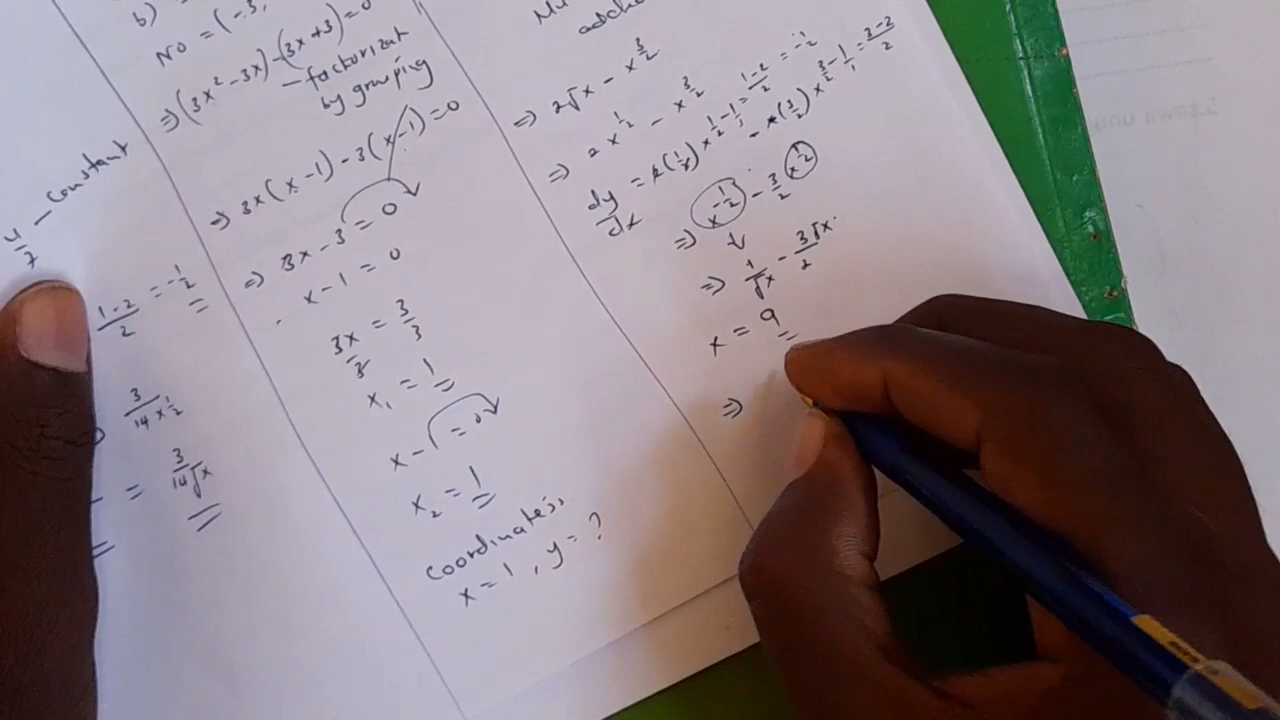 b)
NO = (-3,
⇒ (3x² - 3x) - (3x + 3) = 0
- factorizat
by grouping
⇒ 3x(x - 1) - 3(x - 1) = 0
⇒ 3x - 3 = 0
x - 1 = 0
3x/3 = 3/3
x₁ = 1
x - = 0
x₂ = 1
coordinates
x = 1, y = ?
- constant
(1-2)/2 = -1/2
3/14x^(1/2)
= 3/14√x
⇒ 2√x - x^(3/2)
⇒ 2x^(1/2) - x^(3/2)
dy/dx = 2(1/2)x^(1/2 - 1/1) = (1-2)/2 = -1/2 - (3/2)x^(3/2 - 1/1) = (3-2)/2
⇒ x^(-1/2) - 3/2 x^(1/2)
⇒ 1/√x - 3√x/2
x = 9
⇒